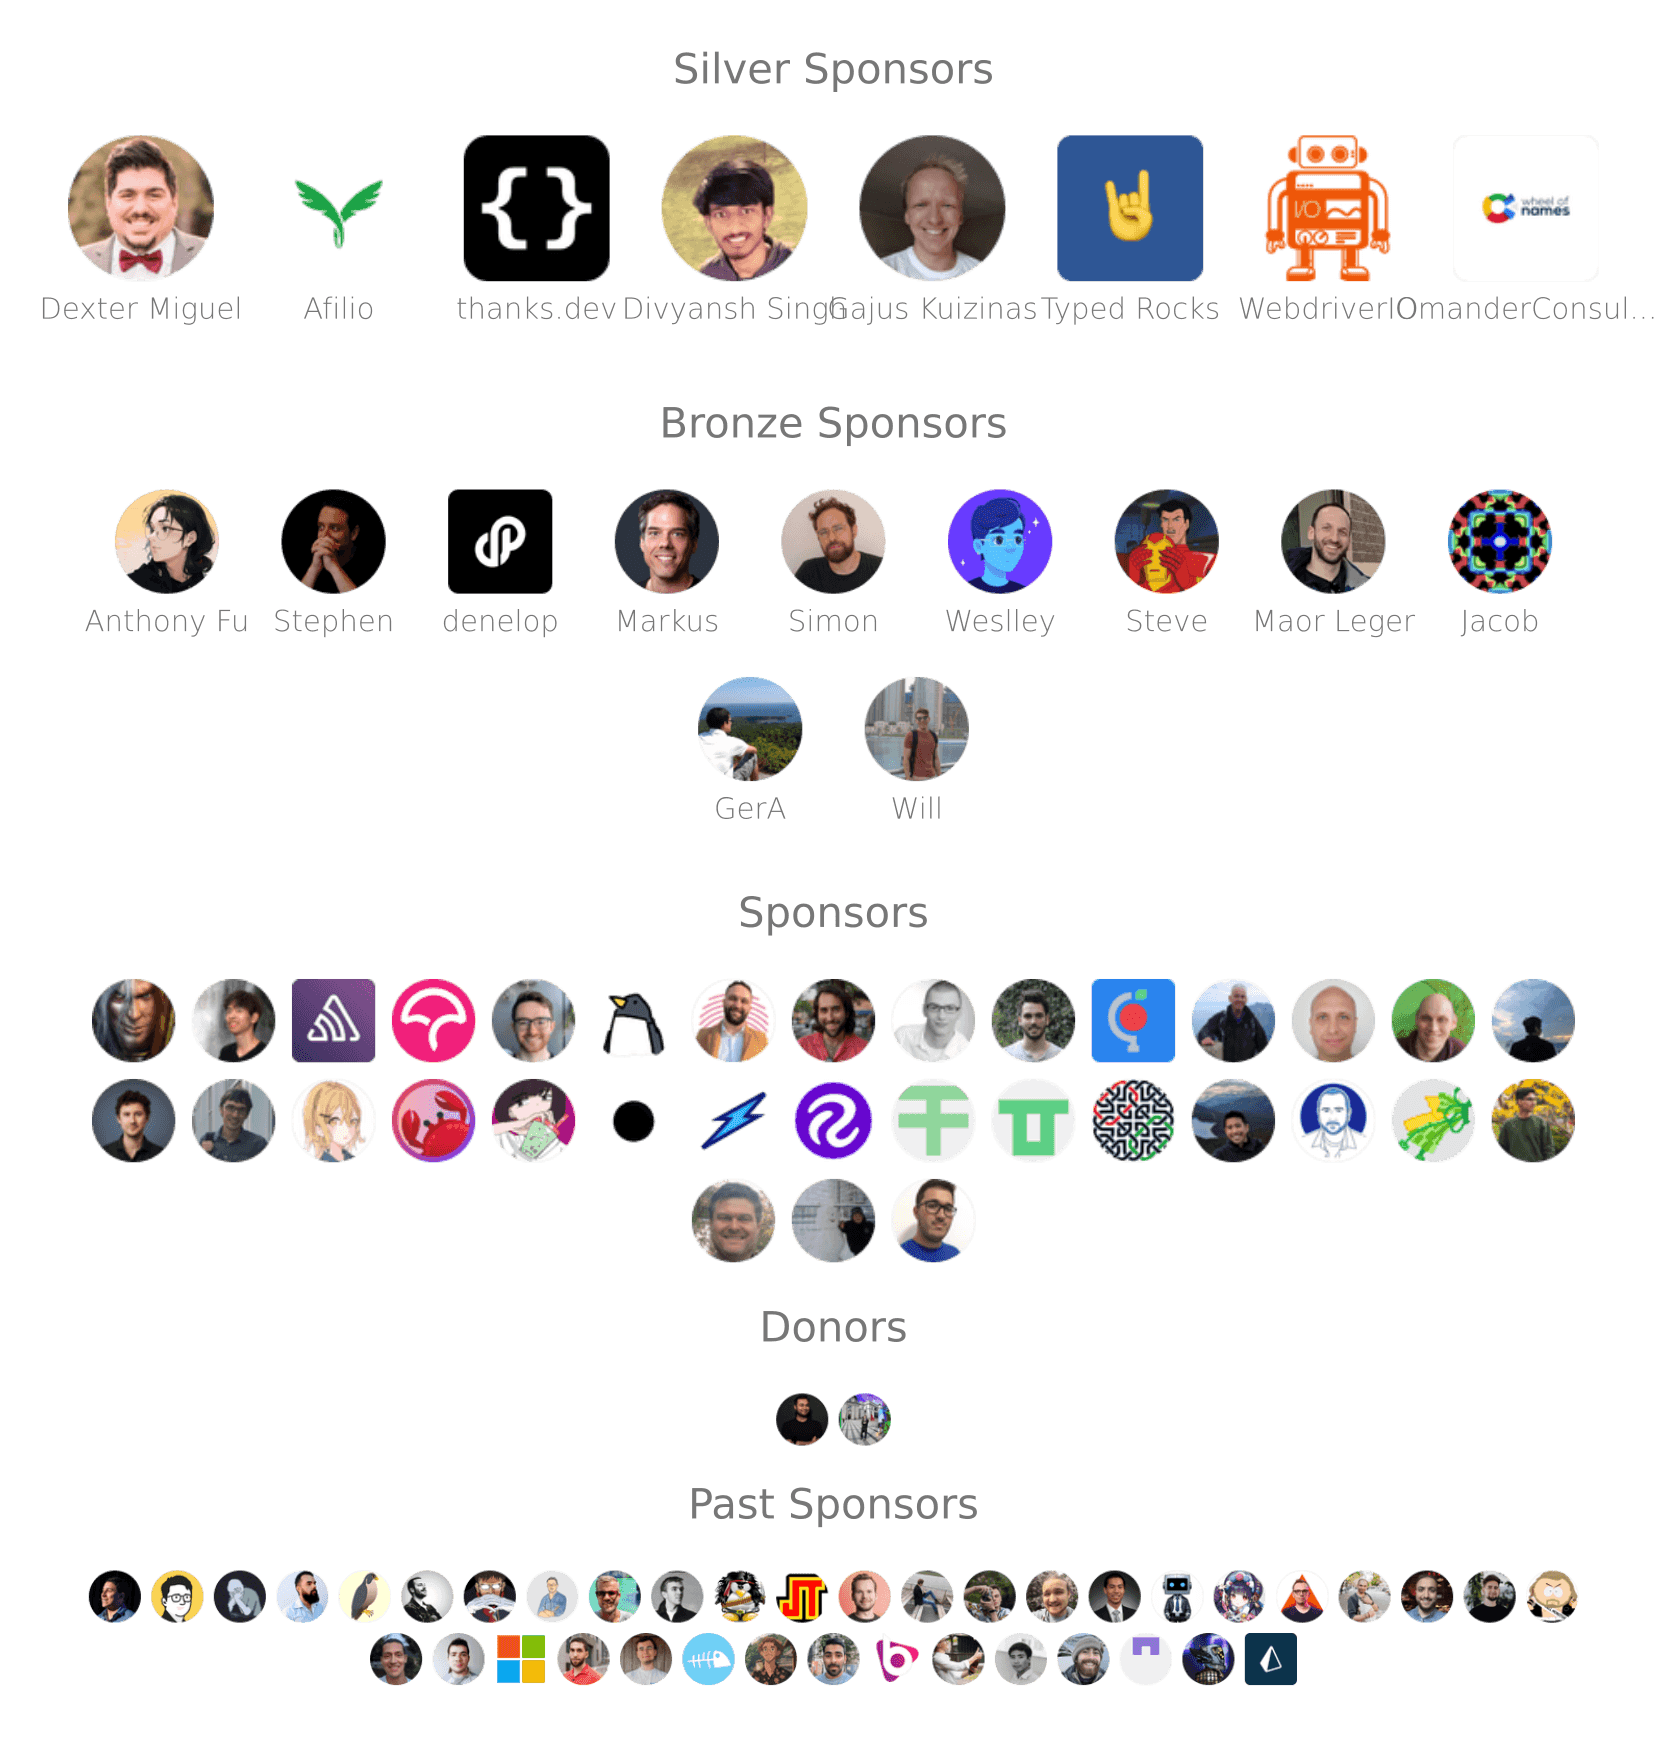 Silver Sponsors
wheel of
names
Dexter Miguel
Afilio
thanks.dev
Divyansh Singh
Gajus Kuizinas
Typed Rocks
WebdriverIO
OmanderConsul...
Bronze Sponsors
Anthony Fu
Stephen
denelop
Markus
Simon
Weslley
Steve
Maor Leger
Jacob
GerA
Will
Sponsors
Donors
Past Sponsors